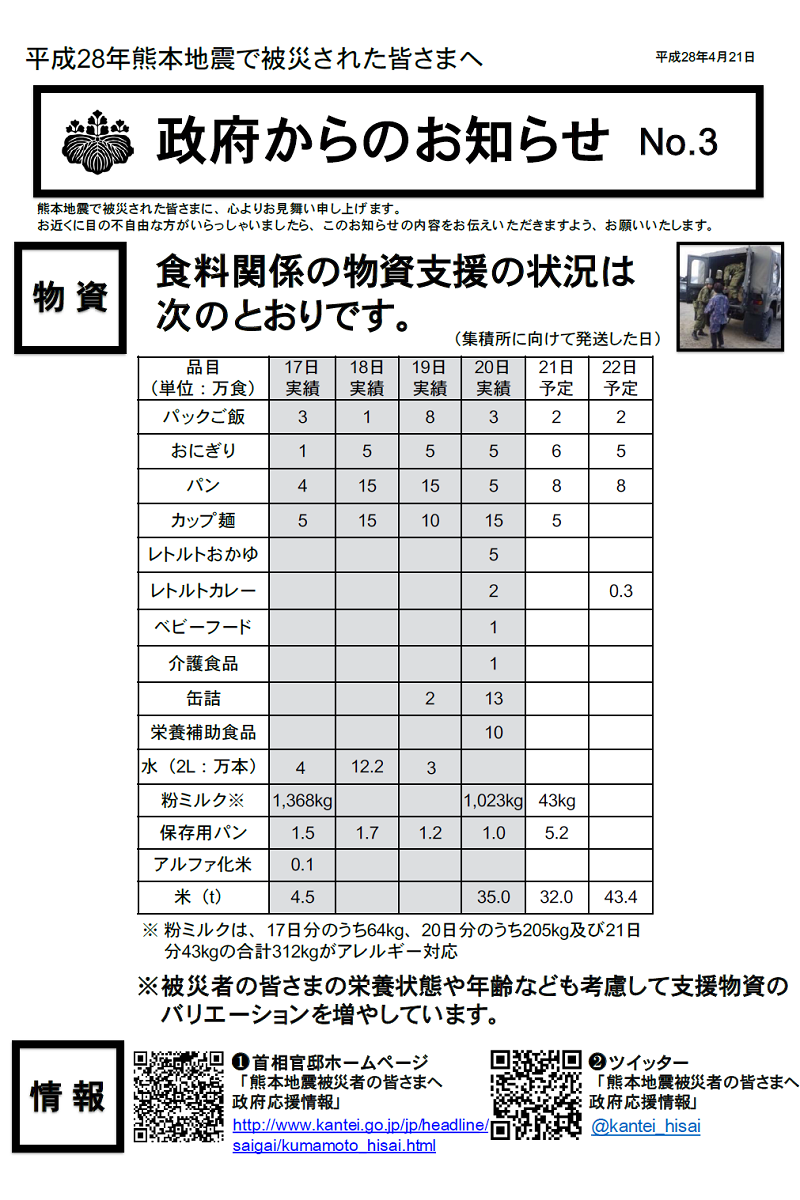 平成28年熊本地震で被災された皆さまへ
平成28年4月21日
政府からのお知らせ No.3
熊本地震で被災された皆さまに、心よりお見舞い申し上げます。
お近くに目の不自由な方がいらっしゃいましたら、このお知らせの内容をお伝えいただきますよう、お願いいたします。
物資
食料関係の物資支援の状況は
次のとおりです。
（集積所に向けて発送した日）
品目 17日 18日 19日 20日 21日 22日
（単位：万食） 実績 実績 実績 実績 予定 予定
パックご飯 3 1 8 3 2 2
おにぎり 1 5 5 5 6 5
パン 4 15 15 5 8 8
カップ麺 5 15 10 15 5
レトルトおかゆ 5
レトルトカレー 2 0.3
ベビーフード 1
介護食品 1
缶詰 2 13
栄養補助食品 10
水（2L：万本） 4 12.2 3
粉ミルク※ 1,368kg 1,023kg 43kg
保存用パン 1.5 1.7 1.2 1.0 5.2
アルファ化米 0.1
米（t） 4.5 35.0 32.0 43.4
※ 粉ミルクは、17日分のうち64kg、20日分のうち205kg及び21日
分43kgの合計312kgがアレルギー対応
※被災者の皆さまの栄養状態や年齢なども考慮して支援物資の
バリエーションを増やしています。
情報
❶首相官邸ホームページ
「熊本地震被災者の皆さまへ
政府応援情報」
http://www.kantei.go.jp/jp/headline/
saigai/kumamoto_hisai.html
❷ツイッター
「熊本地震被災者の皆さまへ
政府応援情報」
@kantei_hisai